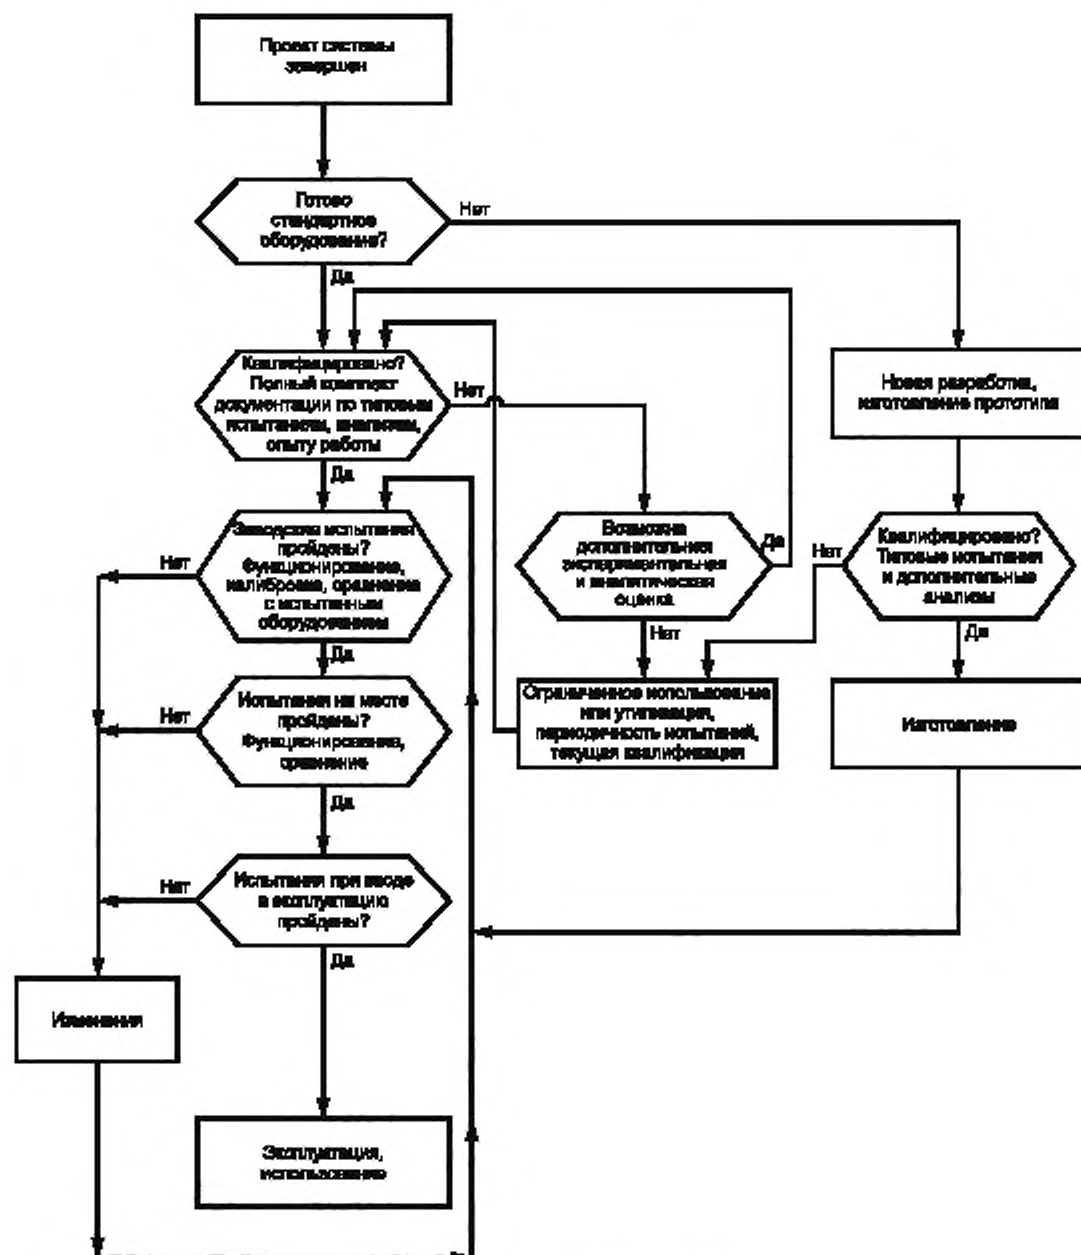 Проект системы
завершен
Готово
стандартное
оборудование?
Нет
Да
Квалифицировано?
Полный комплект
документации по типовым
испытаниям, анализам,
опыту работы
Нет
Да
Новая разработка,
изготовление прототипа
Заводские испытания
пройдены?
Функционирование,
калибровка, сравнение
с испытанным
оборудованием
Нет
Да
Возможна
дополнительная
экспериментальная
и аналитическая
оценка
Да
Нет
Квалифицировано?
Типовые испытания
и дополнительные
анализы
Нет
Да
Испытания на месте
пройдены?
Функционирование,
сравнение
Нет
Да
Ограниченное использование
или утилизация,
периодичность испытаний,
текущая квалификация
Изготовление
Испытания при вводе
в эксплуатацию
пройдены?
Нет
Да
Изменения
Эксплуатация,
использование